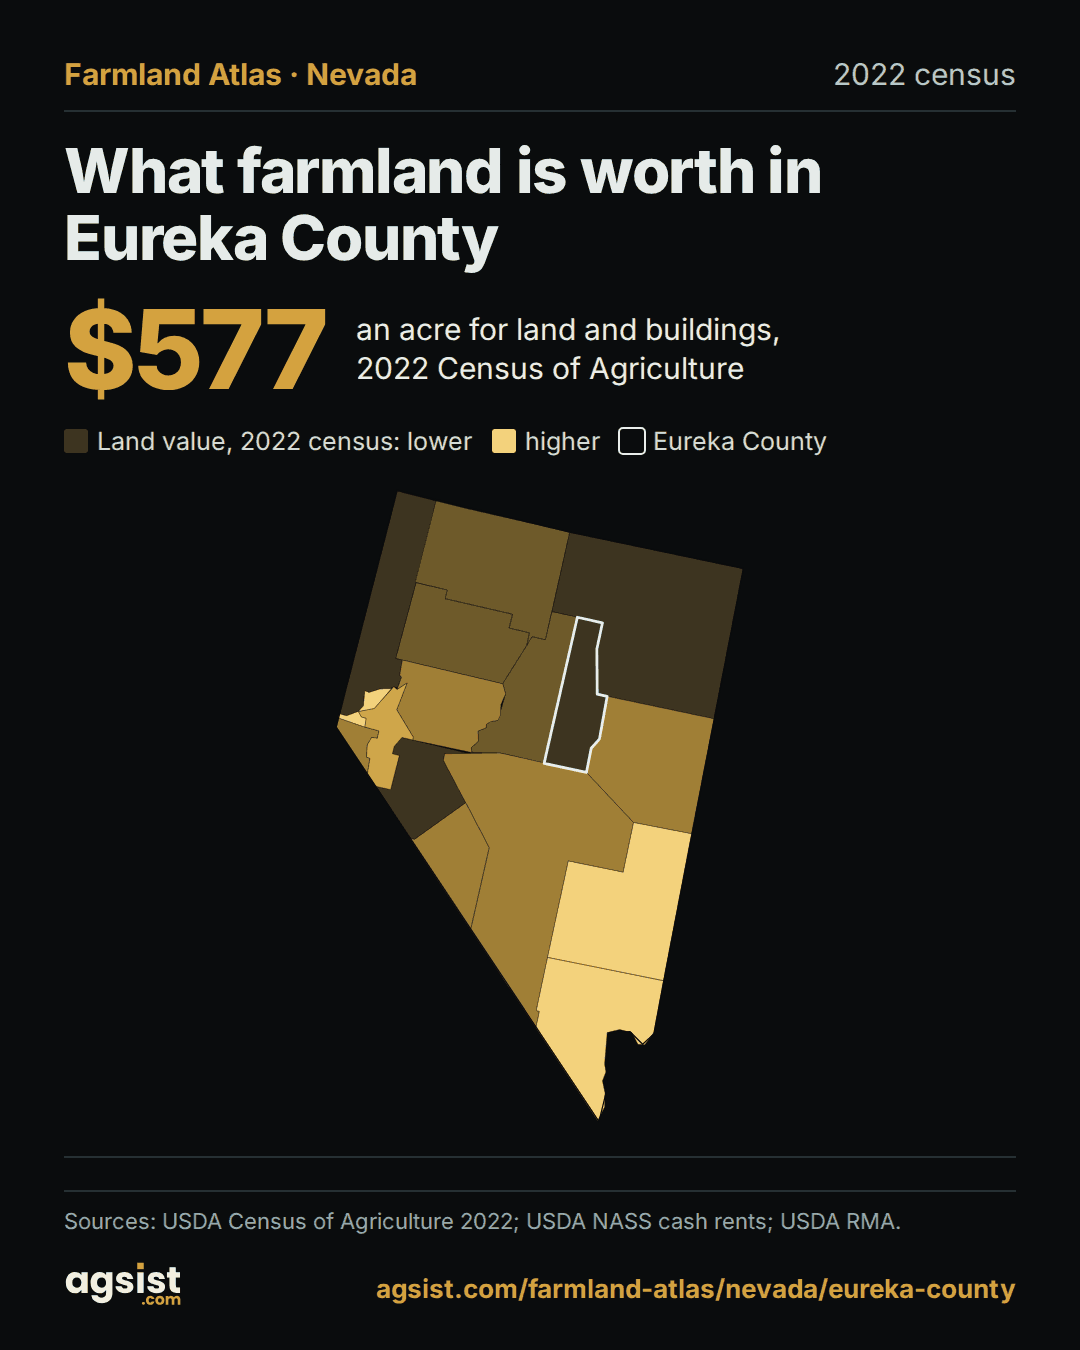 Farmland Atlas · Nevada
2022 census
What farmland is worth in
Eureka County
$577
an acre for land and buildings,
2022 Census of Agriculture
Land value, 2022 census: lower
higher
Eureka County
Sources: USDA Census of Agriculture 2022; USDA NASS cash rents; USDA RMA.
agsist
.com
agsist.com/farmland-atlas/nevada/eureka-county